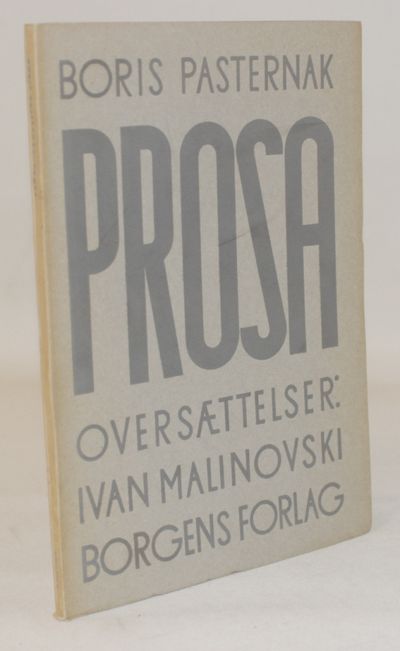 BORIS PASTERNAK
PROSA
OVERSÆTTELSER:
IVAN MALINOVSKI
BORGENS FORLAG